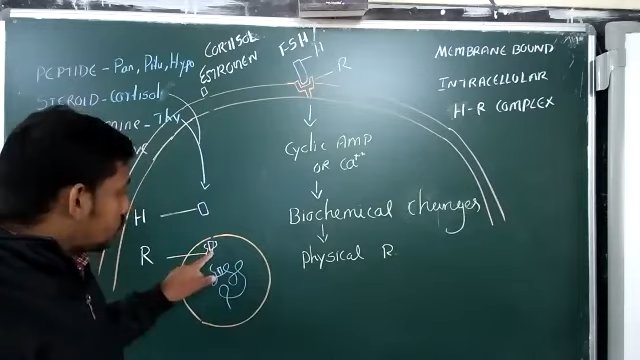 PEPTIDE - Pan, Pitu, Hypo
STEROID - Cortisol
mine - Thy
CORTISOL
ESTROGEN
FSH
H
R
Cyclic AMP
OR Ca++
Biochemical Changes
Physical R
H
R
MEMBRANE BOUND
INTRACELLULAR
H-R COMPLEX